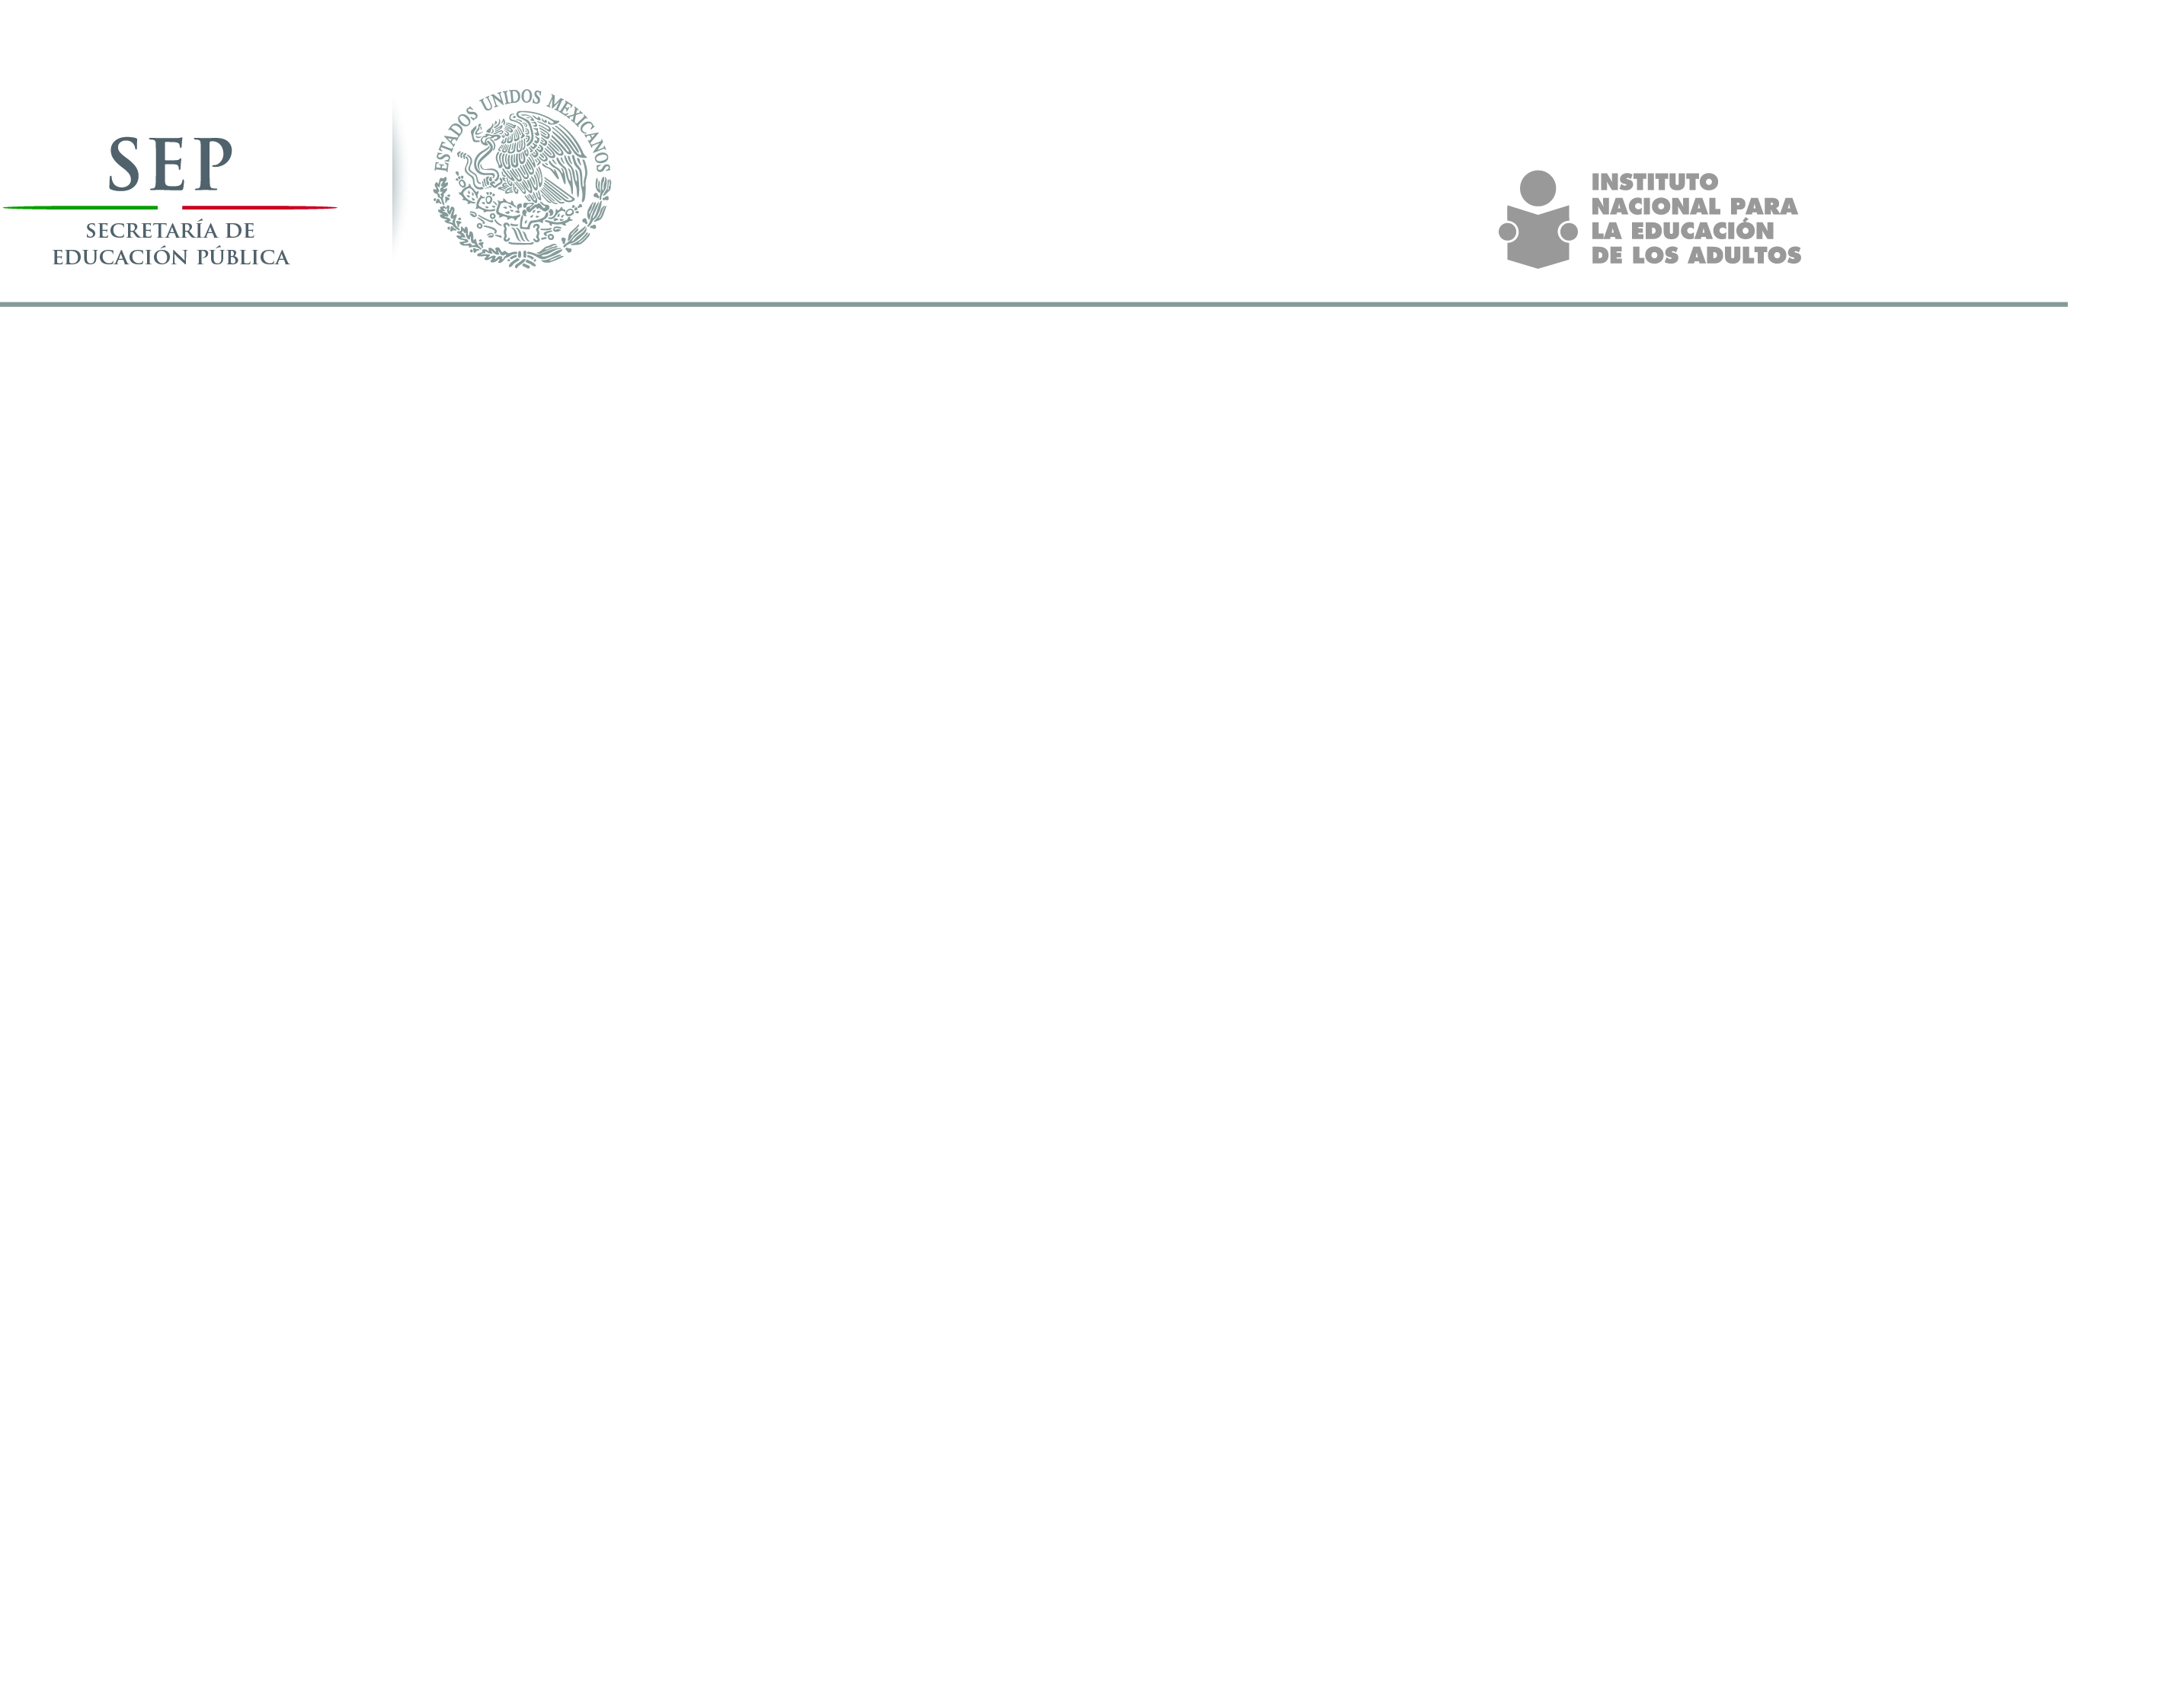 SEP
SECRETARÍA DE
EDUCACIÓN PÚBLICA
ESTADOS UNIDOS MEXICANOS
INSTITUTO
NACIONAL PARA
LA EDUCACIÓN
DE LOS ADULTOS